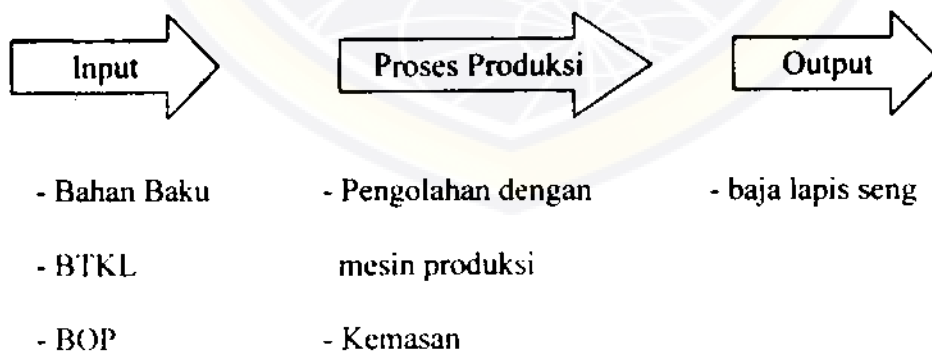 Input
Proses Produksi
Output
- Bahan Baku
- Pengolahan dengan
- baja lapis seng
- BTKL
mesin produksi
- BOP
- Kemasan